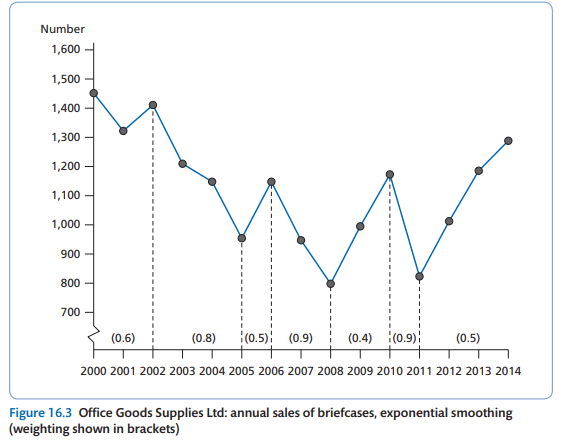 Number
1,600
1,500
1,400
1,300
1,200
1,100
1,000
900
800
700
(0.6) (0.8) (0.5) (0.9) (0.4) (0.9) (0.5)
2000 2001 2002 2003 2004 2005 2006 2007 2008 2009 2010 2011 2012 2013 2014
Figure 16.3 Office Goods Supplies Ltd: annual sales of briefcases, exponential smoothing
(weighting shown in brackets)